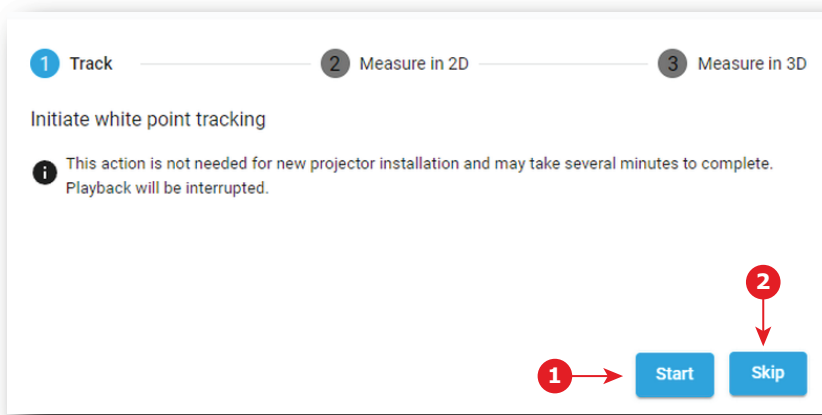 1 Track 2 Measure in 2D 3 Measure in 3D
Initiate white point tracking
i This action is not needed for new projector installation and may take several minutes to complete.
Playback will be interrupted.
2
1 Start Skip